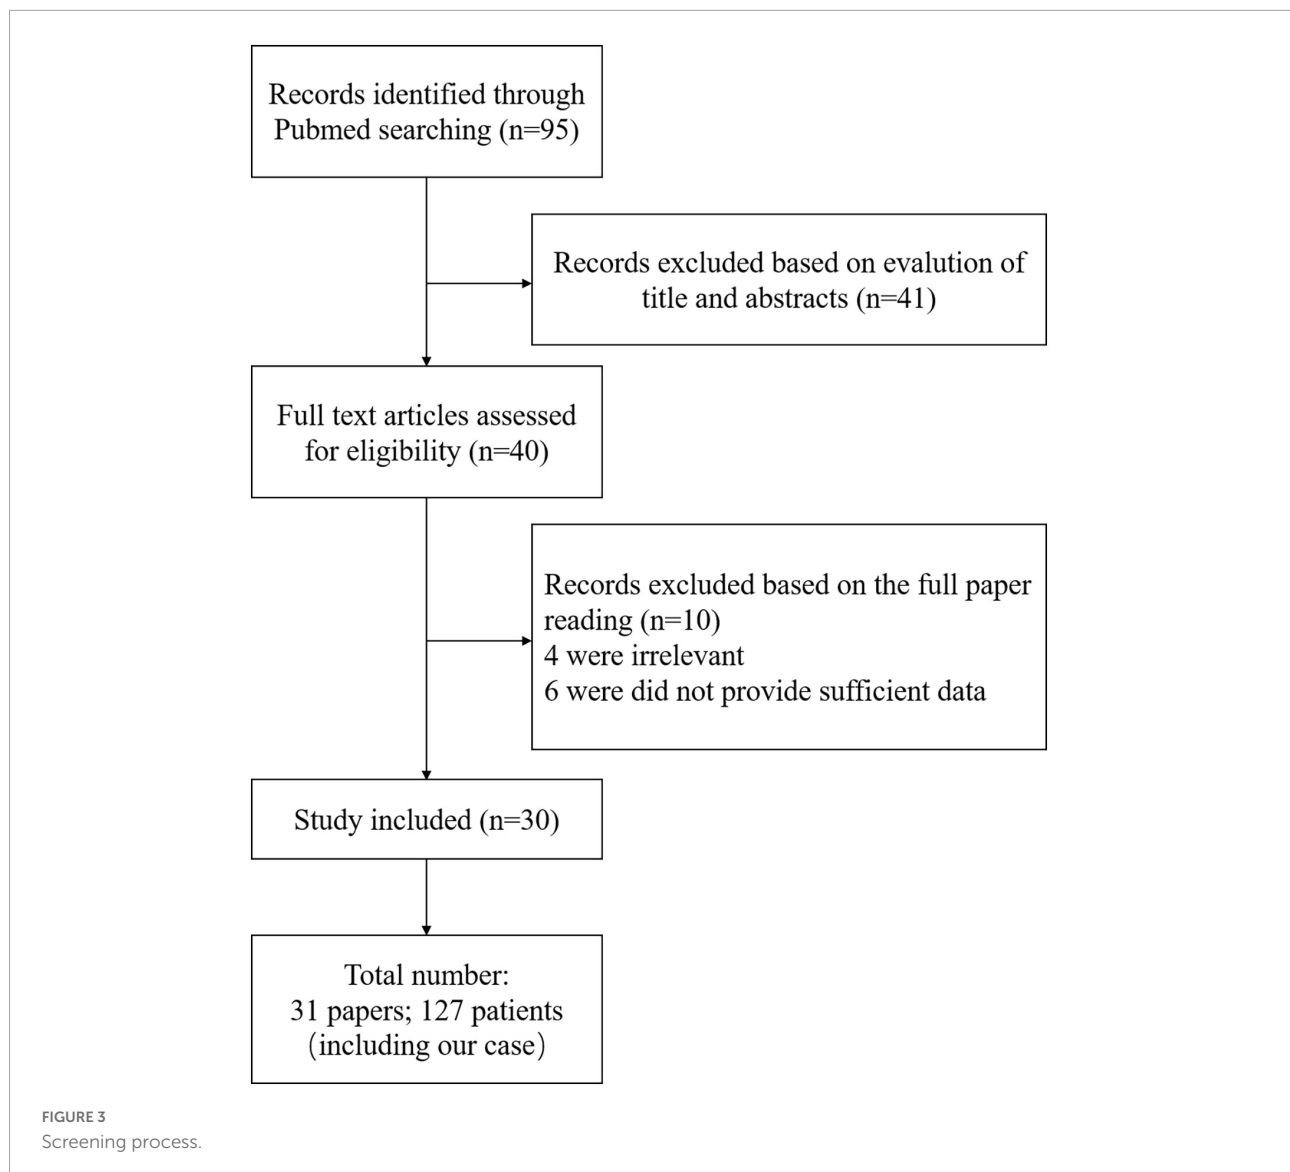 Records identified through
Pubmed searching (n=95)
Records excluded based on evalution of
title and abstracts (n=41)
Full text articles assessed
for eligibility (n=40)
Records excluded based on the full paper
reading (n=10)
4 were irrelevant
6 were did not provide sufficient data
Study included (n=30)
Total number:
31 papers; 127 patients
(including our case)
FIGURE 3
Screening process.